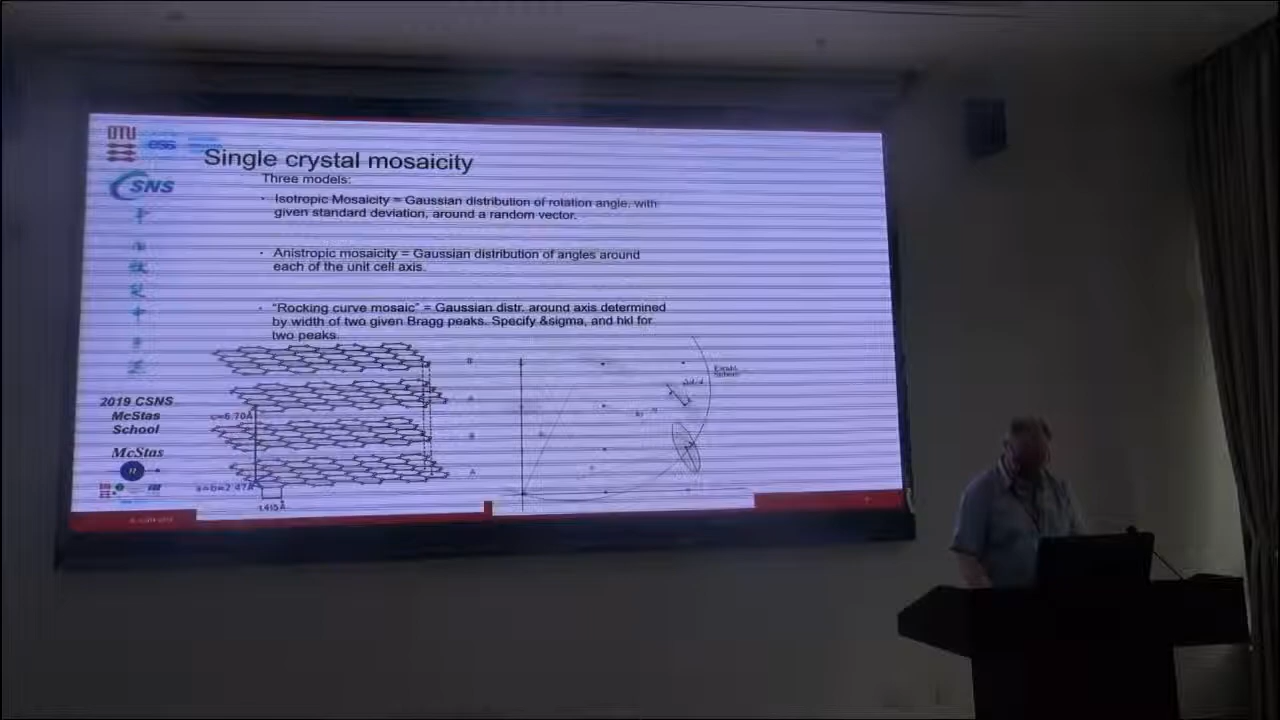 DTU
ess
CSNS
Single crystal mosaicity
Three models:
· Isotropic Mosaicity = Gaussian distribution of rotation angle, with
given standard deviation, around a random vector.
· Anistropic mosaicity = Gaussian distribution of angles around
each of the unit cell axis.
· "Rocking curve mosaic" = Gaussian distr. around axis determined
by width of two given Bragg peaks. Specify &sigma, and hkl for
two peaks.
2019 CSNS
McStas
School
McStas
c=6.70Å
a=b=2.47Å
1.415Å
B
A
B
A
Ewald
Sphere